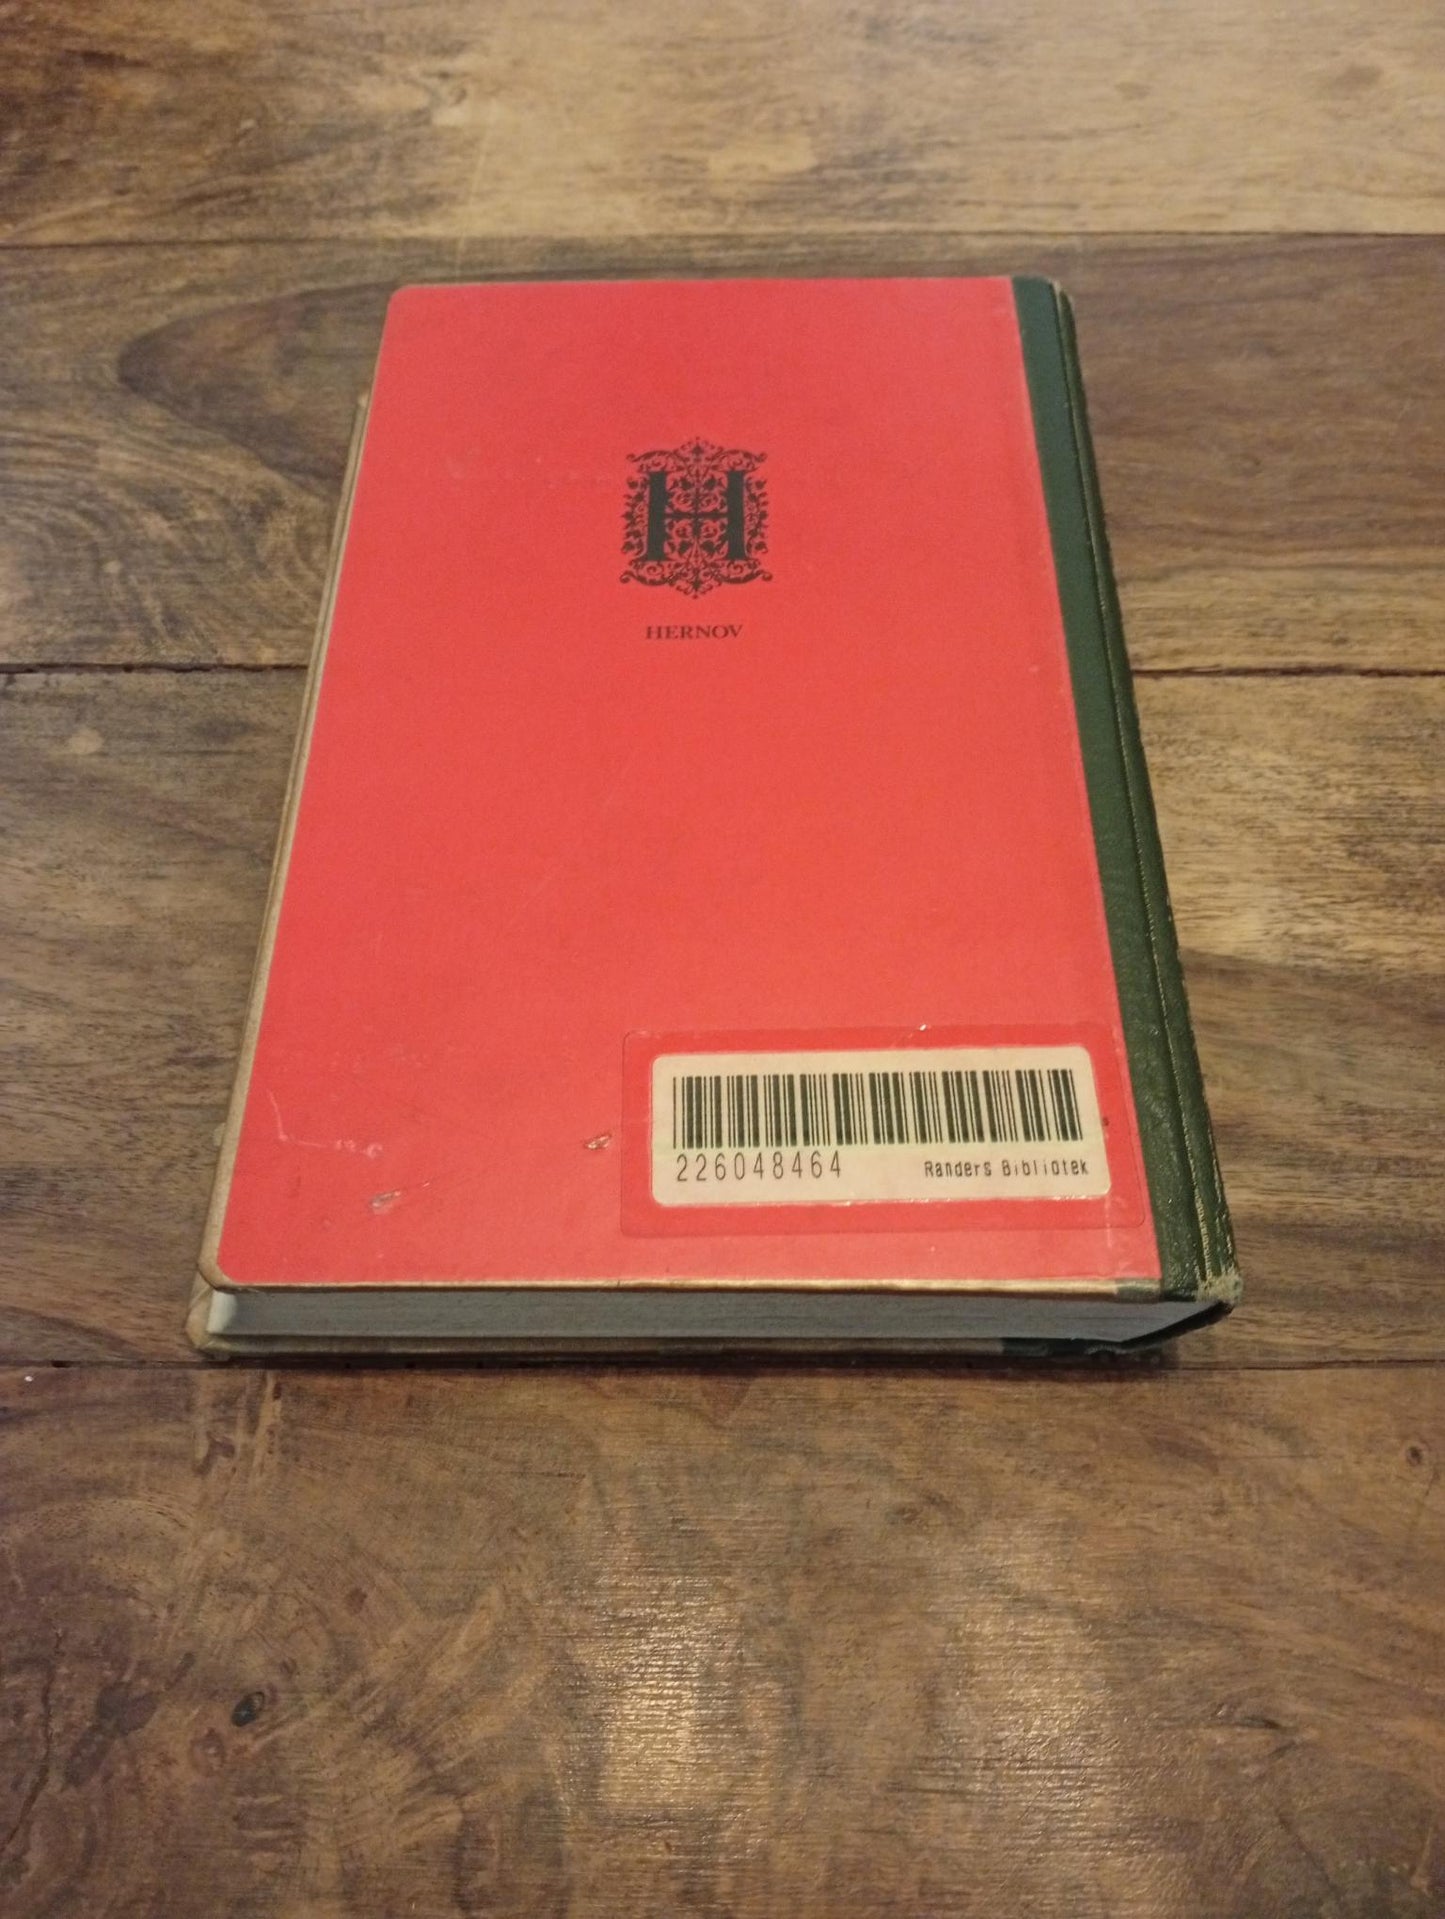 H
HERNOV
226048464 Randers Bibliotek